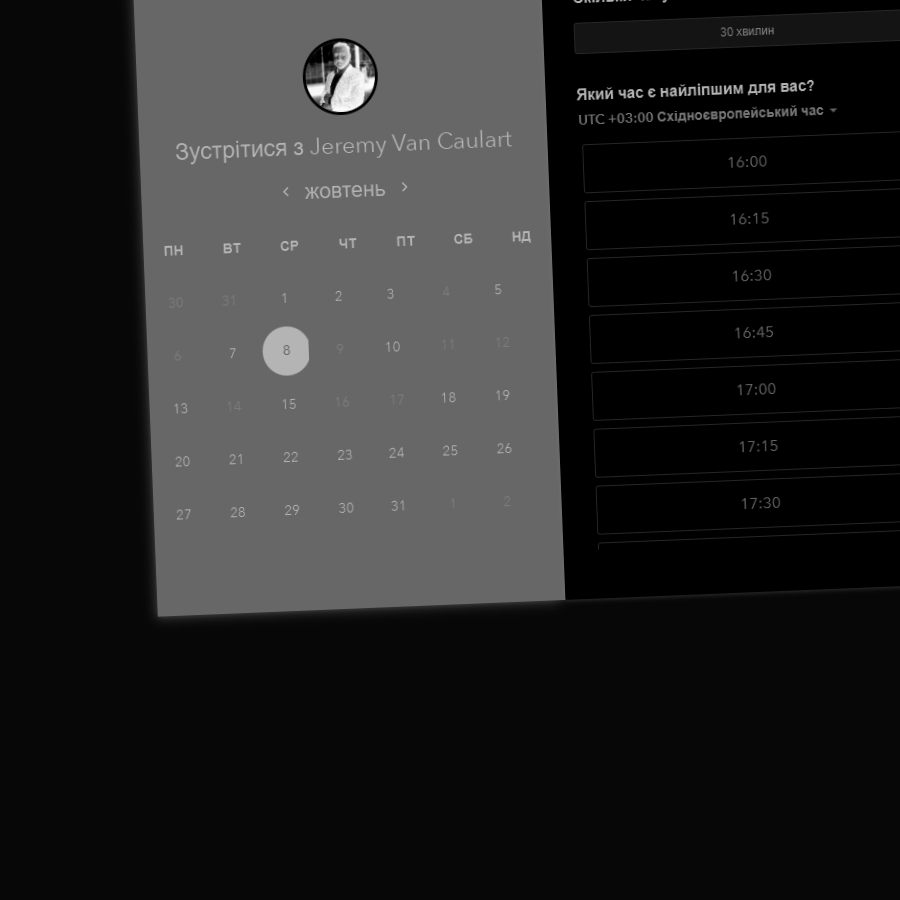 Зустрітися з Jeremy Van Caulart
жовтень
ПН ВТ СР ЧТ ПТ СБ НД
30 31 1 2 3 4 5
6 7 8 9 10 11 12
13 14 15 16 17 18 19
20 21 22 23 24 25 26
27 28 29 30 31 1 2
30 хвилин
Який час є найліпшим для вас?
UTC +03:00 Східноєвропейський час
16:00
16:15
16:30
16:45
17:00
17:15
17:30